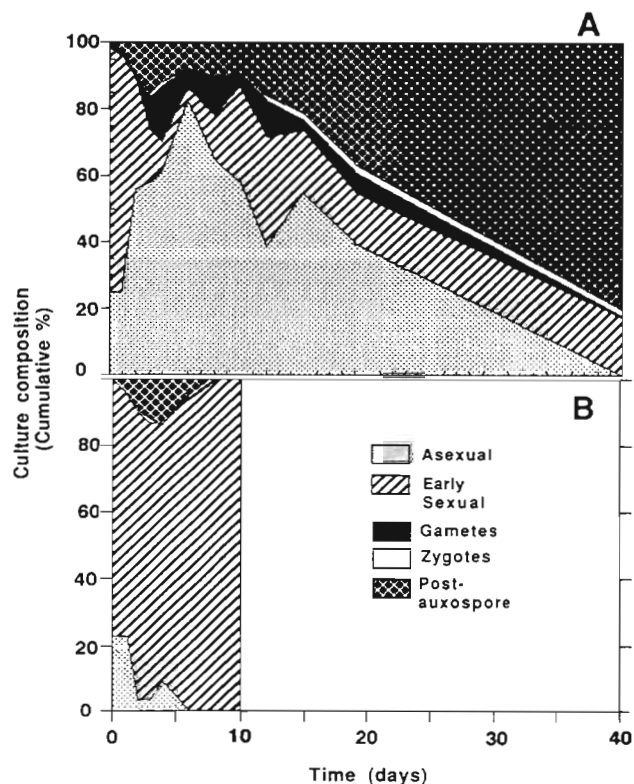 A
100
80
60
40
20
0
Culture composition
(Cumulative %)
B
80
60
40
20
0
Asexual
Early
Sexual
Gametes
Zygotes
Post-
auxospore
0 10 20 30 40
Time (days)